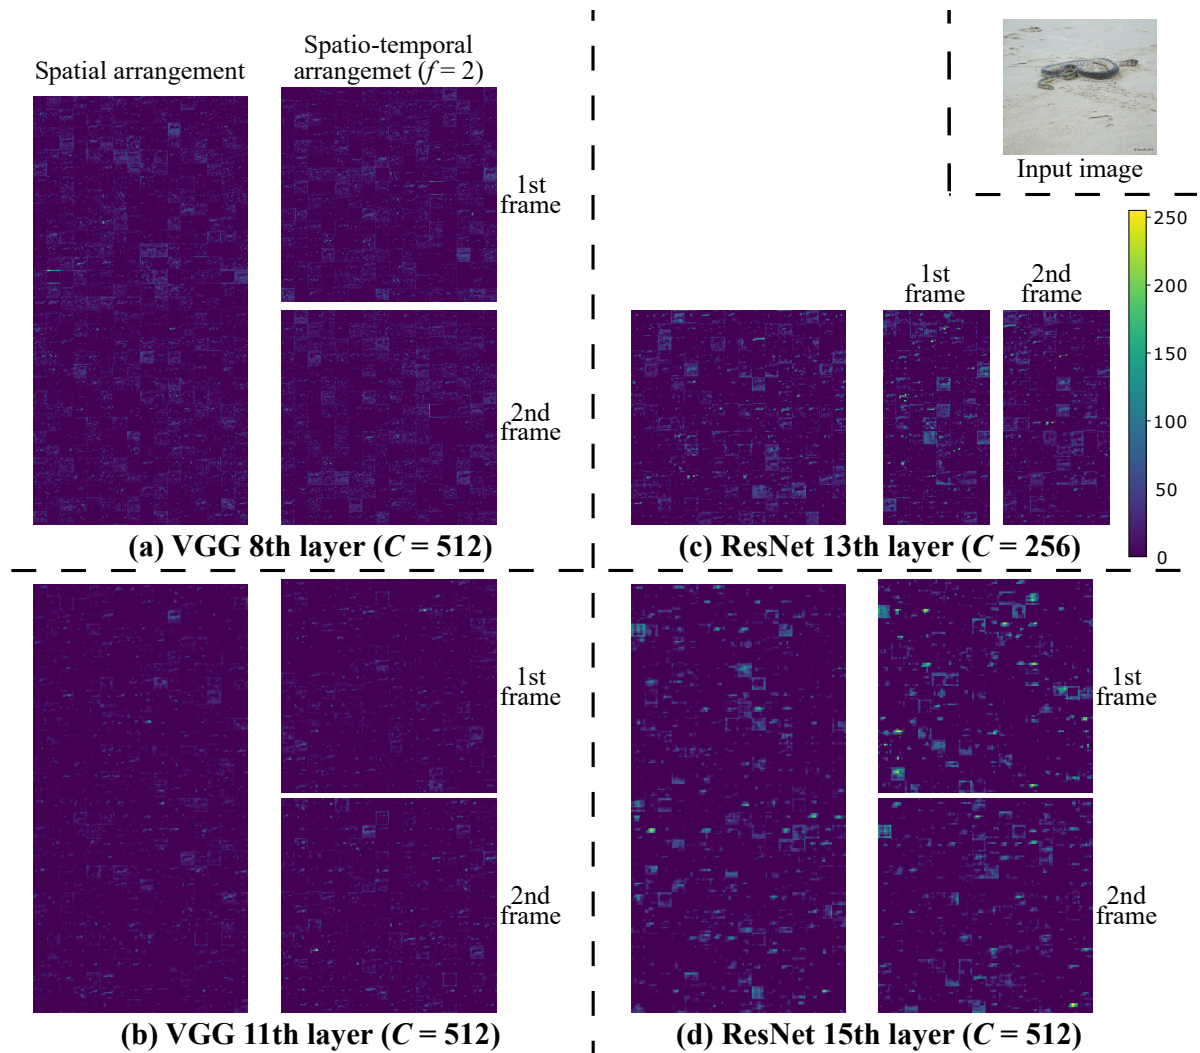 Spatial arrangement
Spatio-temporal
arrangemet (f = 2)
1st
frame
2nd
frame
(a) VGG 8th layer (C = 512)
Input image
1st
frame
2nd
frame
250
200
150
100
50
0
(c) ResNet 13th layer (C = 256)
1st
frame
2nd
frame
(b) VGG 11th layer (C = 512)
1st
frame
2nd
frame
(d) ResNet 15th layer (C = 512)